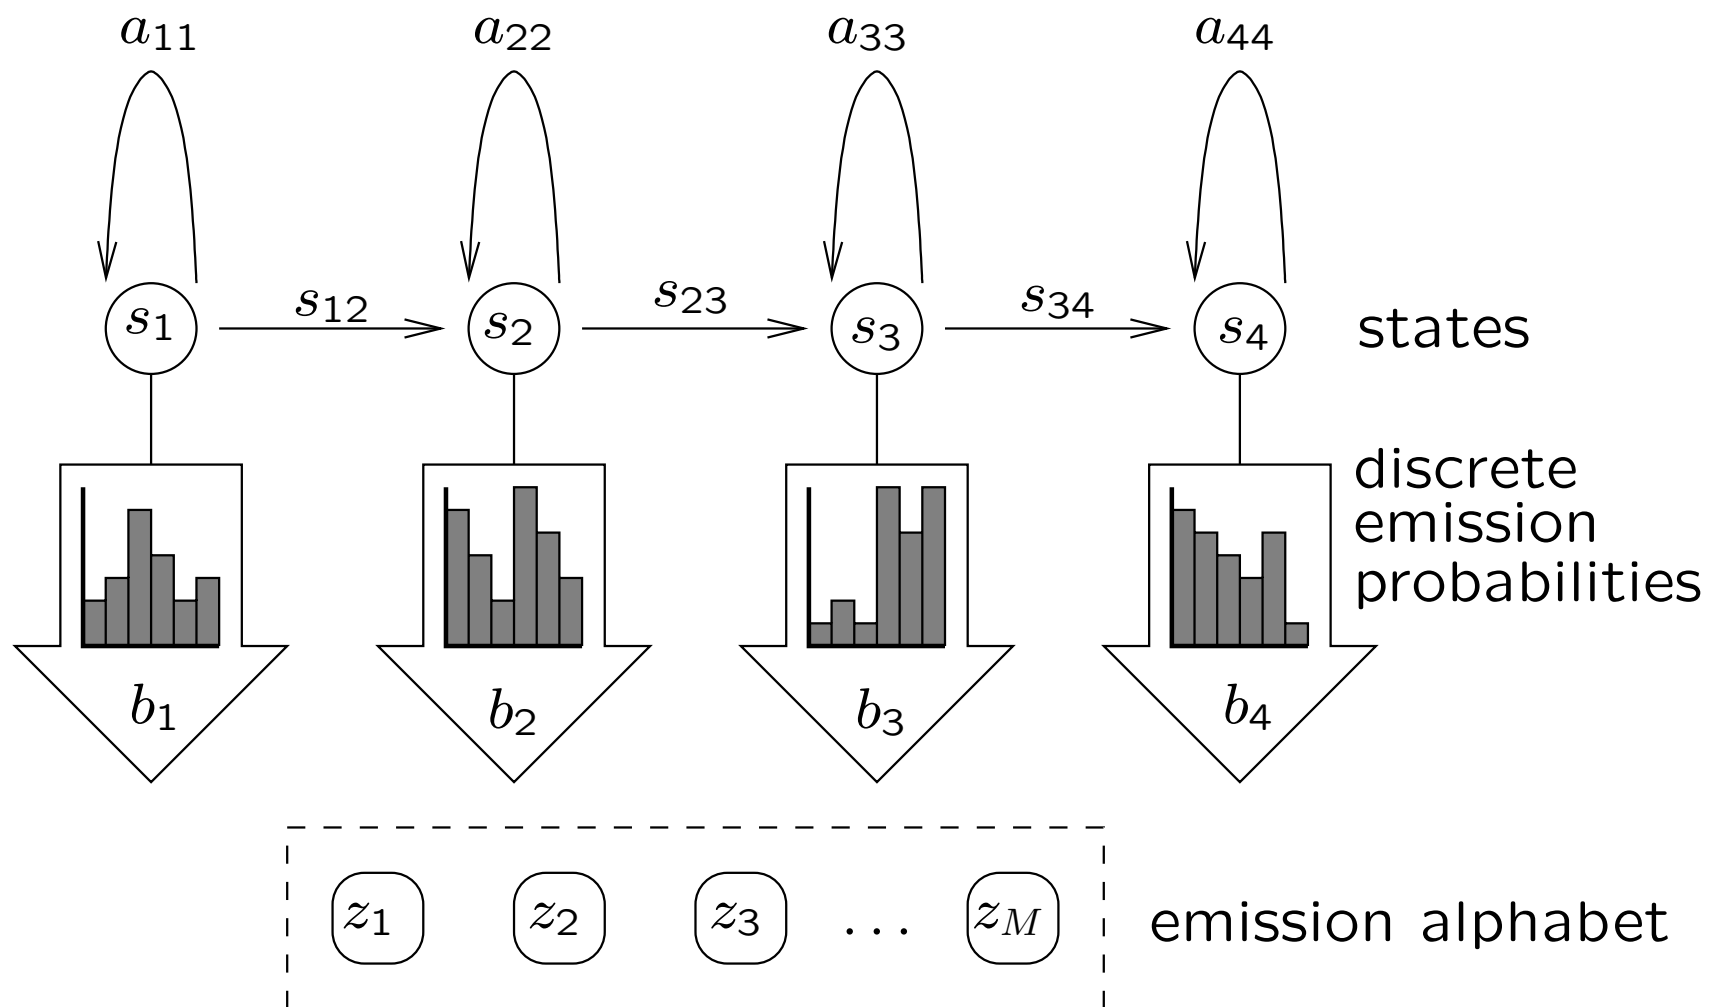 a11 a22 a33 a44
s12 s23 s34
s1 s2 s3 s4 states
discrete
emission
probabilities
b1 b2 b3 b4
z1 z2 z3 ... zM emission alphabet